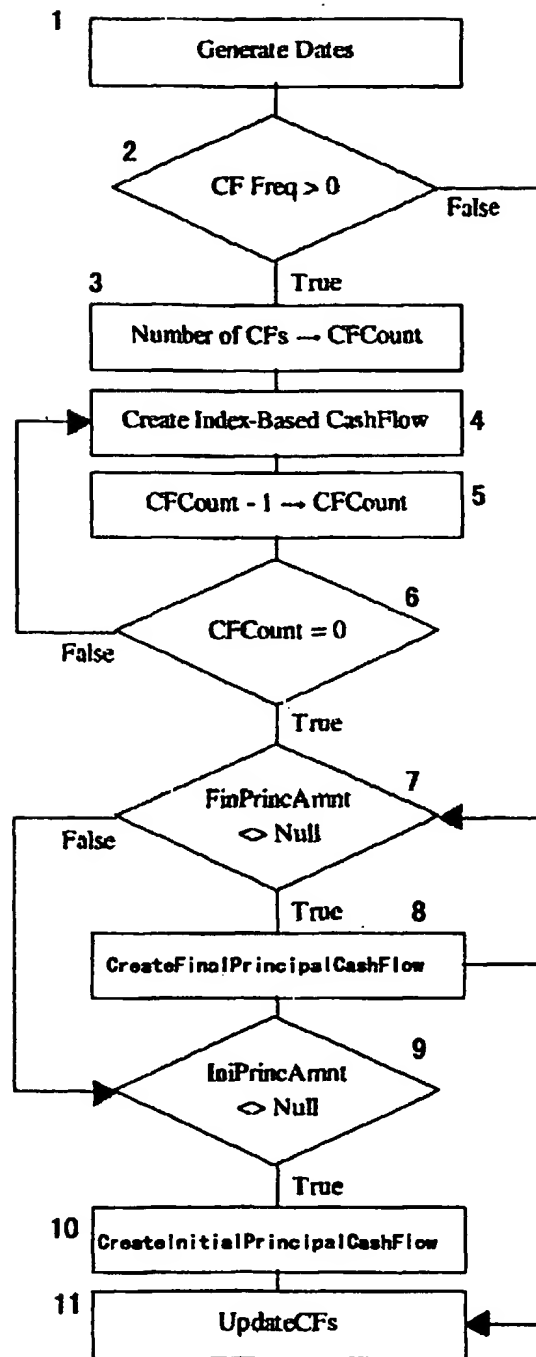 1
Generate Dates
2
CF Freq > 0
False
True
3
Number of CFs → CFCount
Create Index-Based CashFlow
4
CFCount - 1 → CFCount
5
6
CFCount = 0
False
True
7
FinPrincAmnt
<> Null
False
True
8
CreateFinalPrincipalCashFlow
9
IniPrincAmnt
<> Null
True
10
CreateInitialPrincipalCashFlow
11
UpdateCFs